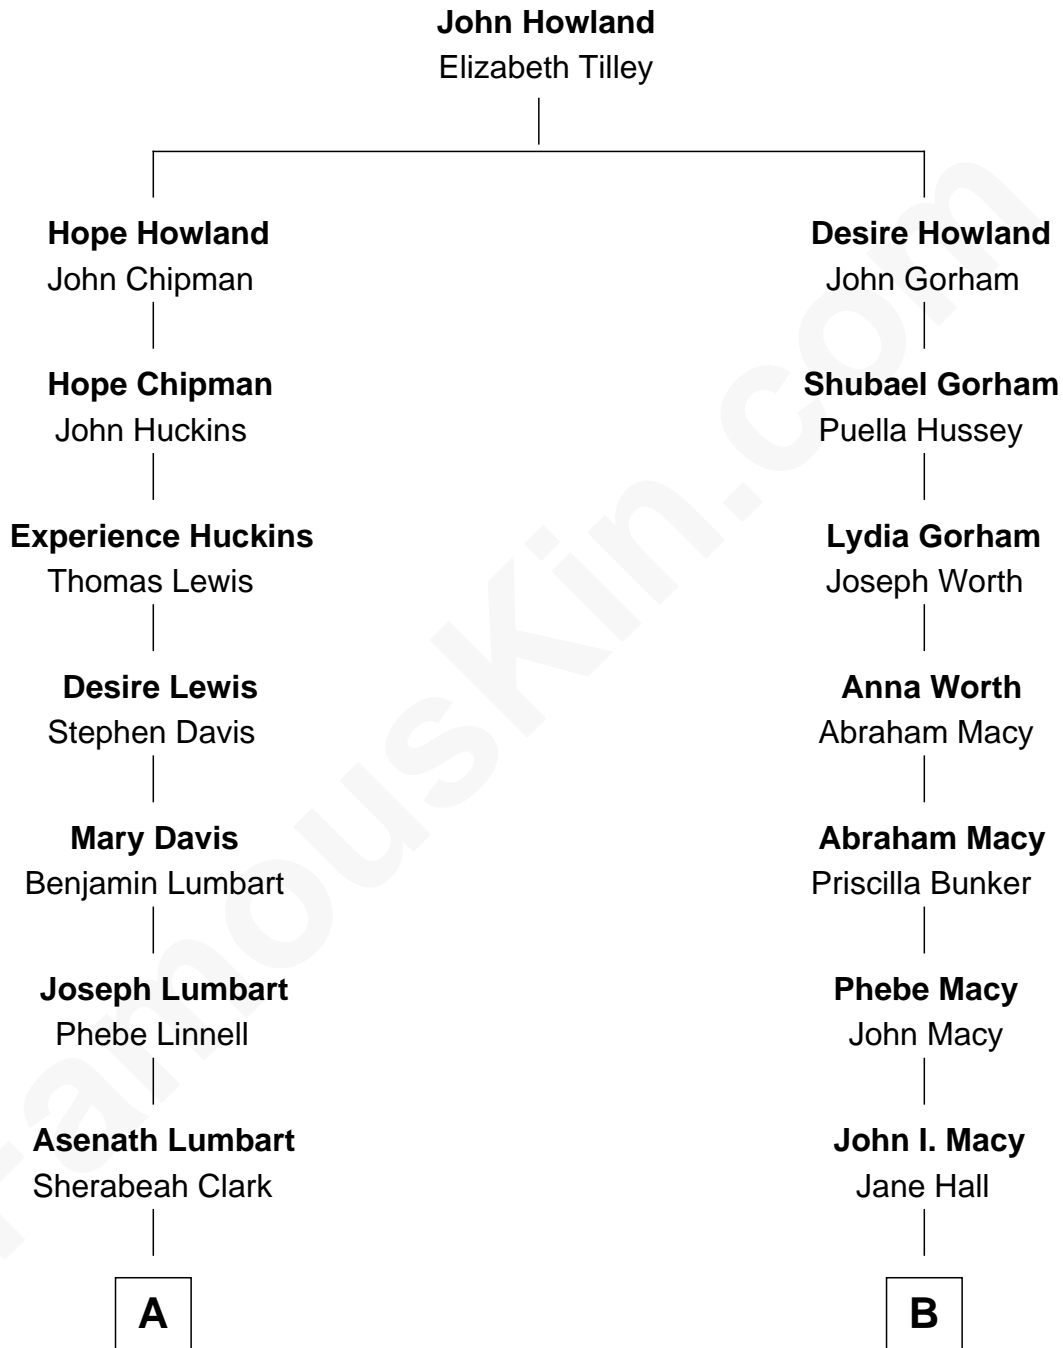 John Howland
Elizabeth Tilley
Hope Howland
John Chipman
Desire Howland
John Gorham
Hope Chipman
John Huckins
Shubael Gorham
Puella Hussey
Experience Huckins
Thomas Lewis
Lydia Gorham
Joseph Worth
Desire Lewis
Stephen Davis
Anna Worth
Abraham Macy
Mary Davis
Benjamin Lumbart
Abraham Macy
Priscilla Bunker
Joseph Lumbart
Phebe Linnell
Phebe Macy
John Macy
Asenath Lumbart
Sherabeah Clark
John I. Macy
Jane Hall
A
B
FamousKin.com